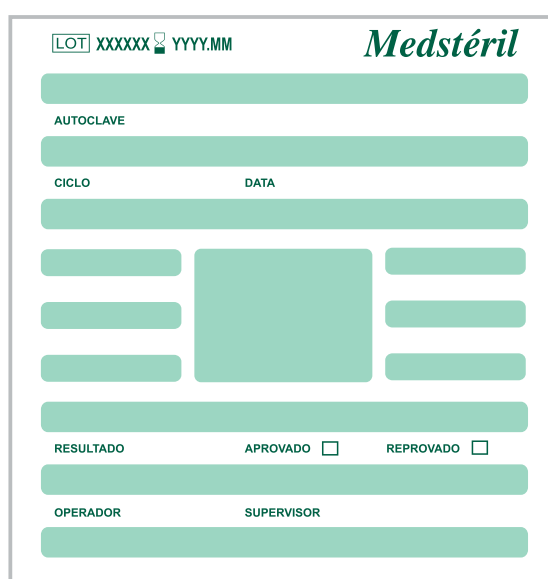 LOT XXXXXX YYYY.MM Medstéril
AUTOCLAVE
CICLO DATA
RESULTADO APROVADO REPROVADO
OPERADOR SUPERVISOR